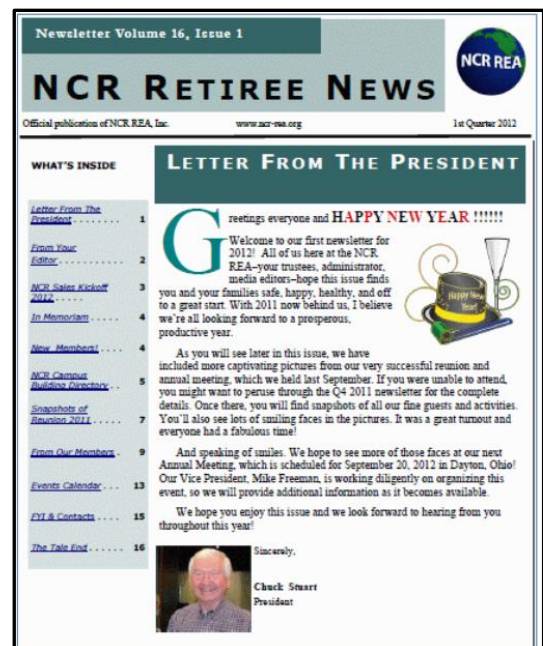 Newsletter Volume 16, Issue 1
NCR RETIREE NEWS
NCR REA
Official publication of NCR REA, Inc.
www.ncr-rea.org
1st Quarter 2012
WHAT'S INSIDE
Letter From The
President . . . . . . . . 1
From Your
Editor . . . . . . . . . . . 2
NCR Sales Kickoff 3
2012 . . . . .
In Memoriam . . . . 4
New Members! . . . . 4
NCR Campus
Building Directory . . 5
Snapshots of
Reunion 2011 . . . . . 7
From Our Members . 9
Events Calendar . . . 13
FYI & Contacts . . . . 15
The Tale End . . . . . . 16
LETTER FROM THE PRESIDENT
Greetings everyone and HAPPY NEW YEAR !!!!!!
Welcome to our first newsletter for
2012! All of us here at the NCR
REA–your trustees, administrator,
media editors–hope this issue finds
you and your families safe, happy, healthy, and off
to a great start. With 2011 now behind us, I believe
we're all looking forward to a prosperous,
productive year.
Happy New
Year!
As you will see later in this issue, we have
included more captivating pictures from our very successful reunion and
annual meeting, which we held last September. If you were unable to attend,
you might want to peruse through the Q4 2011 newsletter for the complete
details. Once there, you will find snapshots of all our fine guests and activities.
You'll also see lots of smiling faces in the pictures. It was a great turnout and
everyone had a fabulous time!
And speaking of smiles. We hope to see more of those faces at our next
Annual Meeting, which is scheduled for September 20, 2012 in Dayton, Ohio!
Our Vice President, Mike Freeman, is working diligently on organizing this
event, so we will provide additional information as it becomes available.
We hope you enjoy this issue and we look forward to hearing from you
throughout this year!
Sincerely,
Chuck Stuart
President